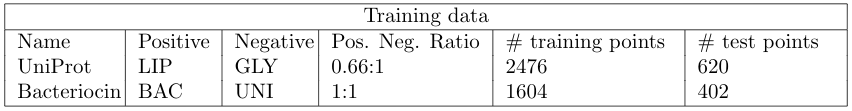 Training data
Name Positive Negative Pos. Neg. Ratio # training points # test points
UniProt LIP GLY 0.66:1 2476 620
Bacteriocin BAC UNI 1:1 1604 402